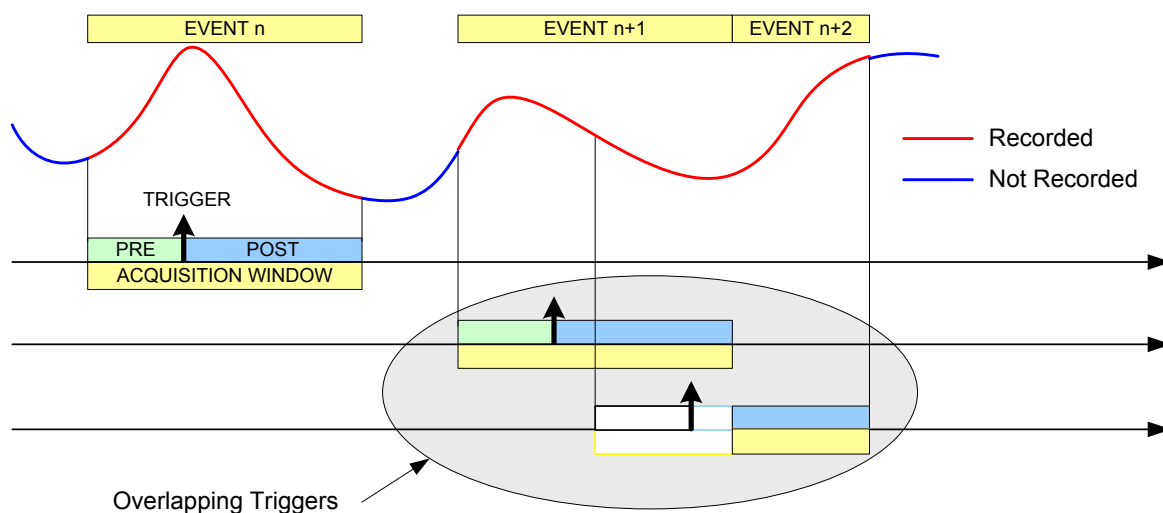 EVENT n
EVENT n+1
EVENT n+2
Recorded
Not Recorded
TRIGGER
PRE
POST
ACQUISITION WINDOW
Overlapping Triggers